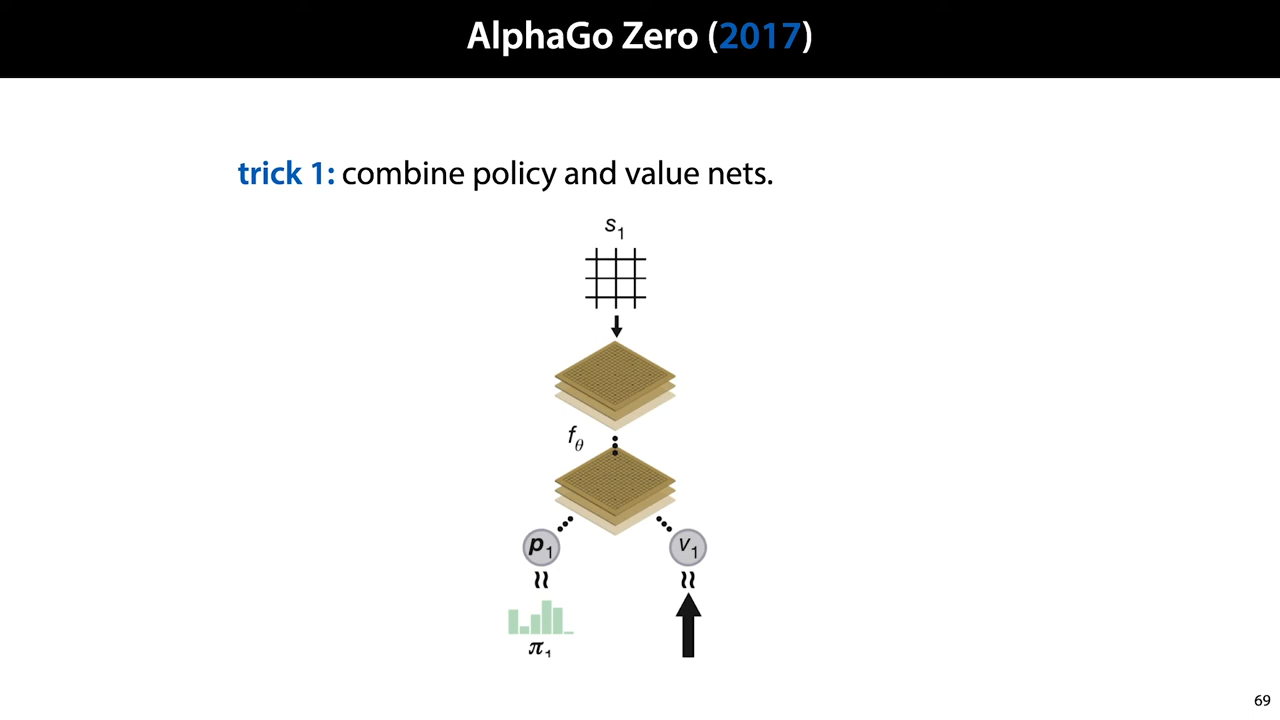 AlphaGo Zero (2017)
trick 1: combine policy and value nets.
s₁
fθ
p₁ v₁
≈ ≈
π₁
69